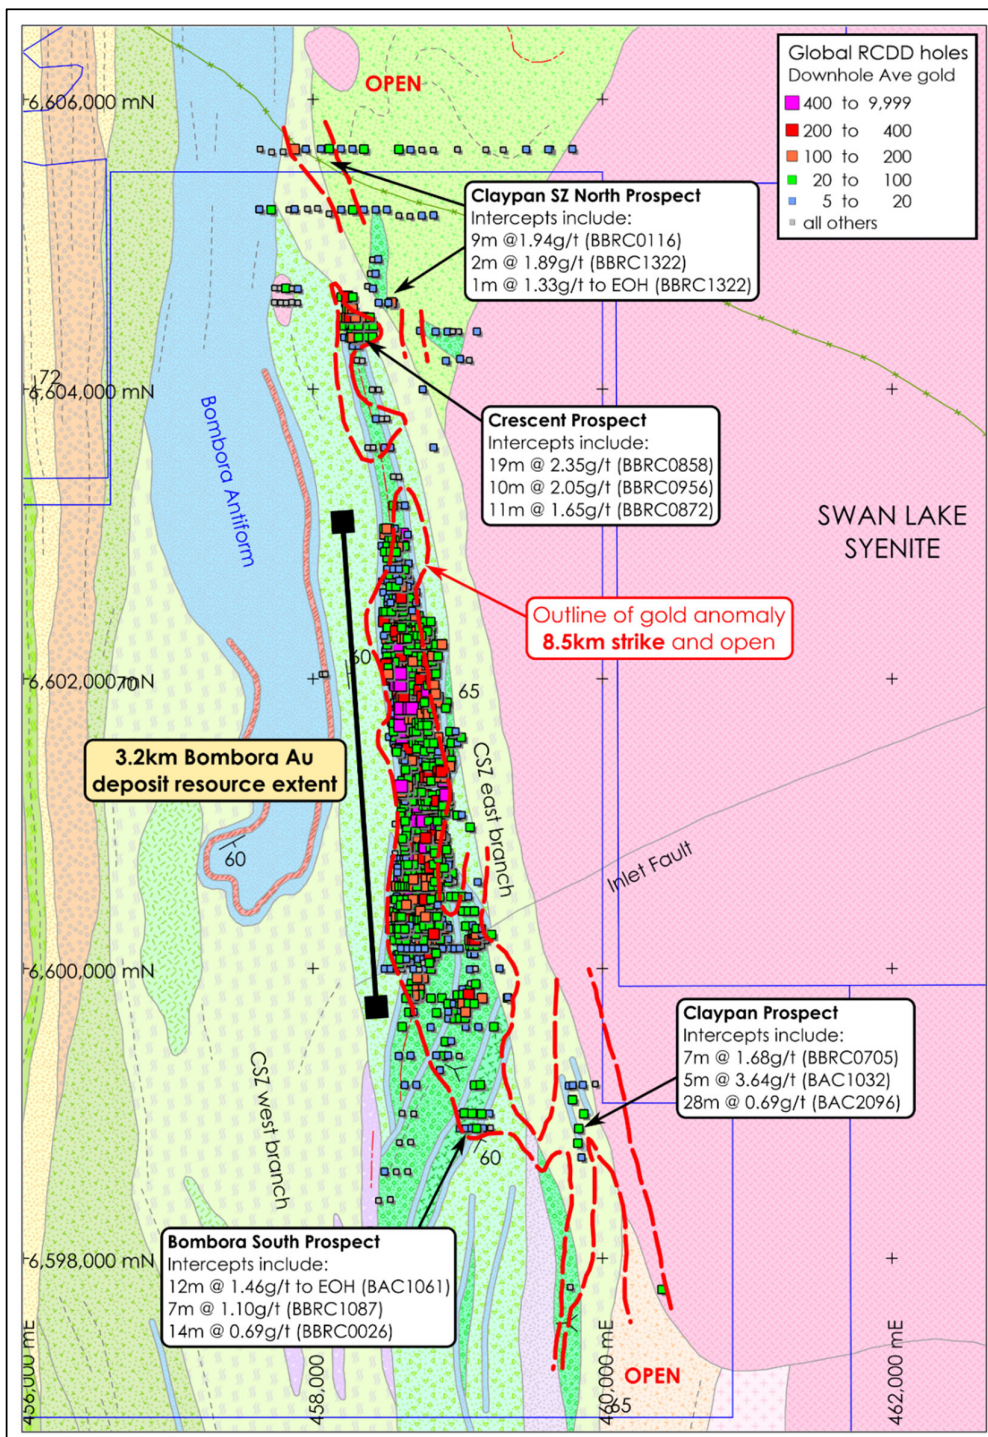 Global RCDD holes
Downhole Ave gold
400 to 9,999
200 to 400
100 to 200
20 to 100
5 to 20
all others
OPEN
6,606,000 mN
Claypan SZ North Prospect
Intercepts include:
9m @1.94g/t (BBRC0116)
2m @ 1.89g/t (BBRC1322)
1m @ 1.33g/t to EOH (BBRC1322)
72
6,604,000 mN
Bombora Antiform
Crescent Prospect
Intercepts include:
19m @ 2.35g/t (BBRC0858)
10m @ 2.05g/t (BBRC0956)
11m @ 1.65g/t (BBRC0872)
SWAN LAKE
SYENITE
Outline of gold anomaly
8.5km strike and open
60
6,602,000 mN
70
65
3.2km Bombora Au
deposit resource extent
CSZ east branch
60
Inlet Fault
6,600,000 mN
Claypan Prospect
Intercepts include:
7m @ 1.68g/t (BBRC0705)
5m @ 3.64g/t (BAC1032)
28m @ 0.69g/t (BAC2096)
CSZ west branch
60
Bombora South Prospect
Intercepts include:
12m @ 1.46g/t to EOH (BAC1061)
7m @ 1.10g/t (BBRC1087)
14m @ 0.69g/t (BBRC0026)
6,598,000 mN
OPEN
65
456,000 mE
458,000
460,000 mE
462,000 mE